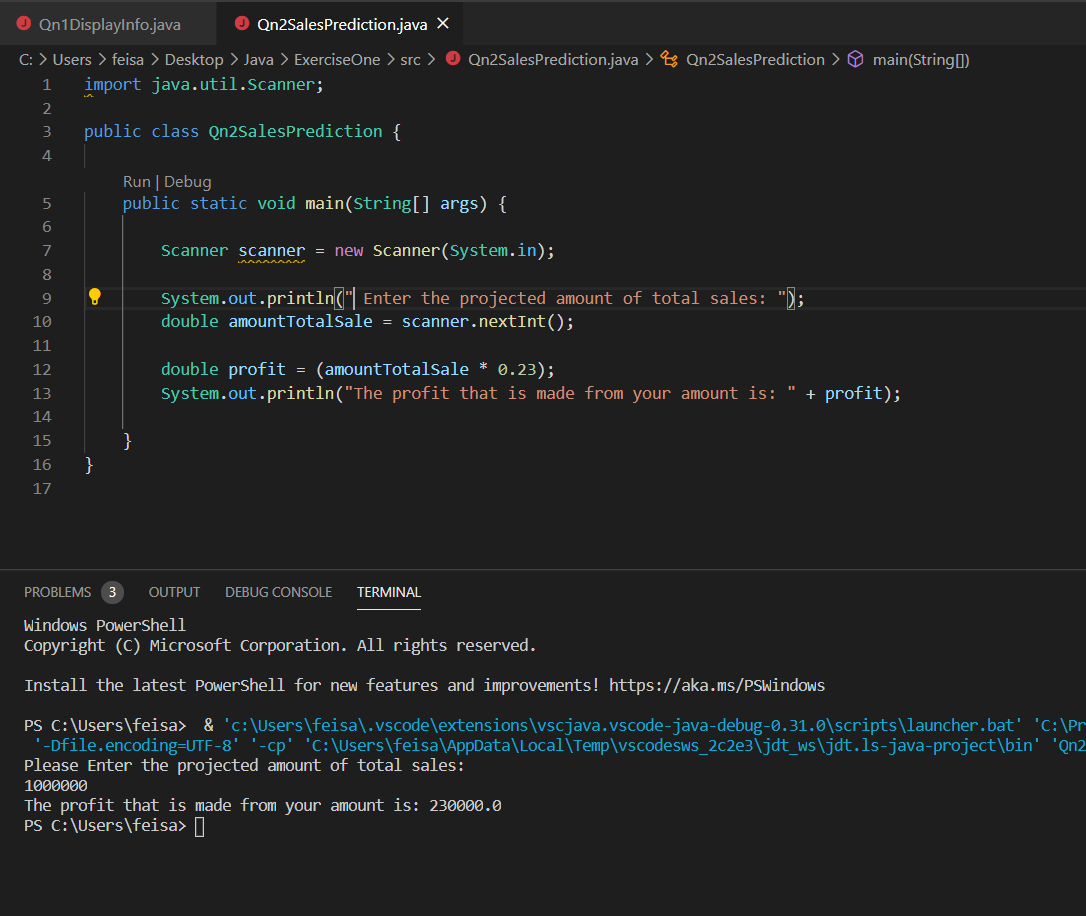 Qn1DisplayInfo.java Qn2SalesPrediction.java
C: > Users > feisa > Desktop > Java > ExerciseOne > src > Qn2SalesPrediction.java > Qn2SalesPrediction > main(String[])
1 import java.util.Scanner;
2
3 public class Qn2SalesPrediction {
4
Run | Debug
5 public static void main(String[] args) {
6
7 Scanner scanner = new Scanner(System.in);
8
9 System.out.println(" Enter the projected amount of total sales: ");
10 double amountTotalSale = scanner.nextInt();
11
12 double profit = (amountTotalSale * 0.23);
13 System.out.println("The profit that is made from your amount is: " + profit);
14
15 }
16 }
17
PROBLEMS 3 OUTPUT DEBUG CONSOLE TERMINAL
Windows PowerShell
Copyright (C) Microsoft Corporation. All rights reserved.
Install the latest PowerShell for new features and improvements! https://aka.ms/PSWindows
PS C:\Users\feisa> & 'c:\Users\feisa\.vscode\extensions\vscjava.vscode-java-debug-0.31.0\scripts\launcher.bat' 'C:\Pr
'-Dfile.encoding=UTF-8' '-cp' 'C:\Users\feisa\AppData\Local\Temp\vscodesws_2c2e3\jdt_ws\jdt.ls-java-project\bin' 'Qn2
Please Enter the projected amount of total sales:
1000000
The profit that is made from your amount is: 230000.0
PS C:\Users\feisa>